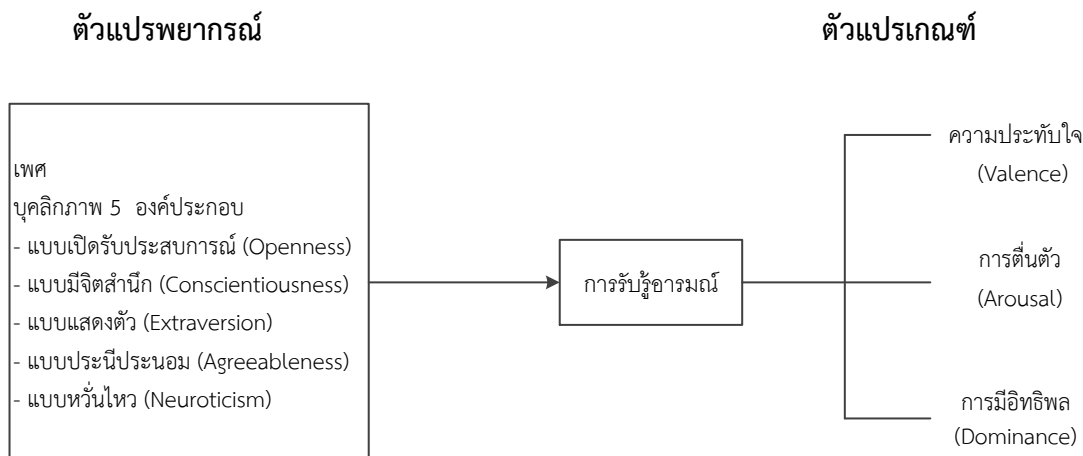 ตัวแปรพยากรณ์
ตัวแปรเกณฑ์
เพศ
บุคลิกภาพ 5 องค์ประกอบ
- แบบเปิดรับประสบการณ์ (Openness)
- แบบมีจิตสำนึก (Conscientiousness)
- แบบแสดงตัว (Extraversion)
- แบบประนีประนอม (Agreeableness)
- แบบหวั่นไหว (Neuroticism)
การรับรู้อารมณ์
ความประทับใจ
(Valence)
การตื่นตัว
(Arousal)
การมีอิทธิพล
(Dominance)